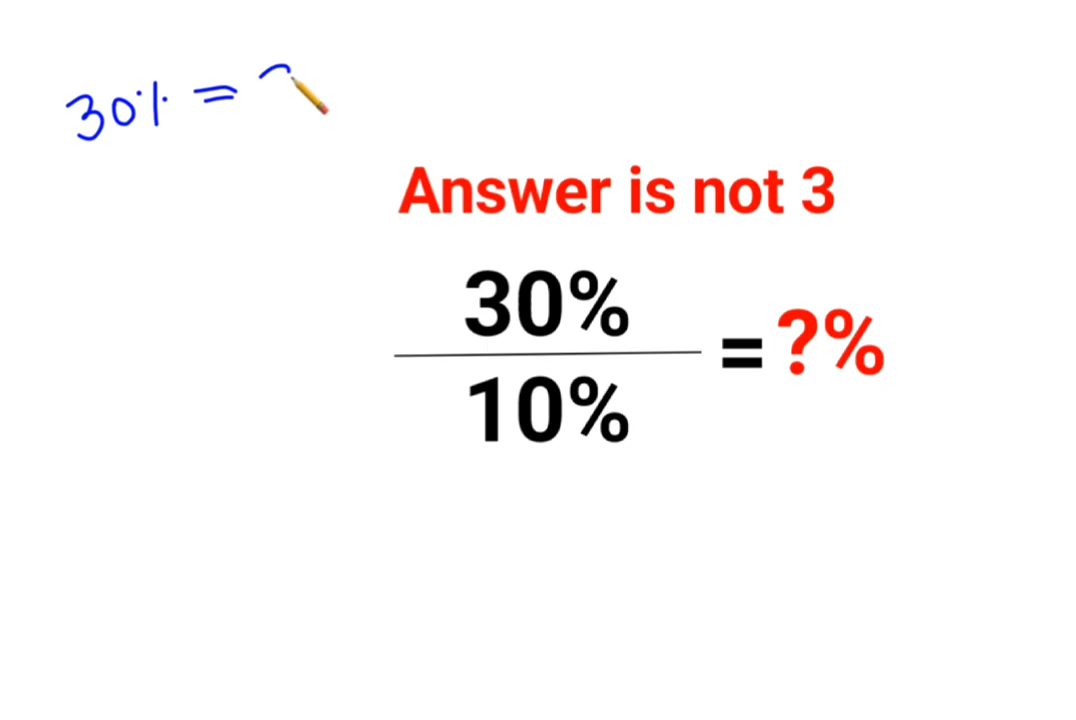 30% =
Answer is not 3
30%
10%
= ?%